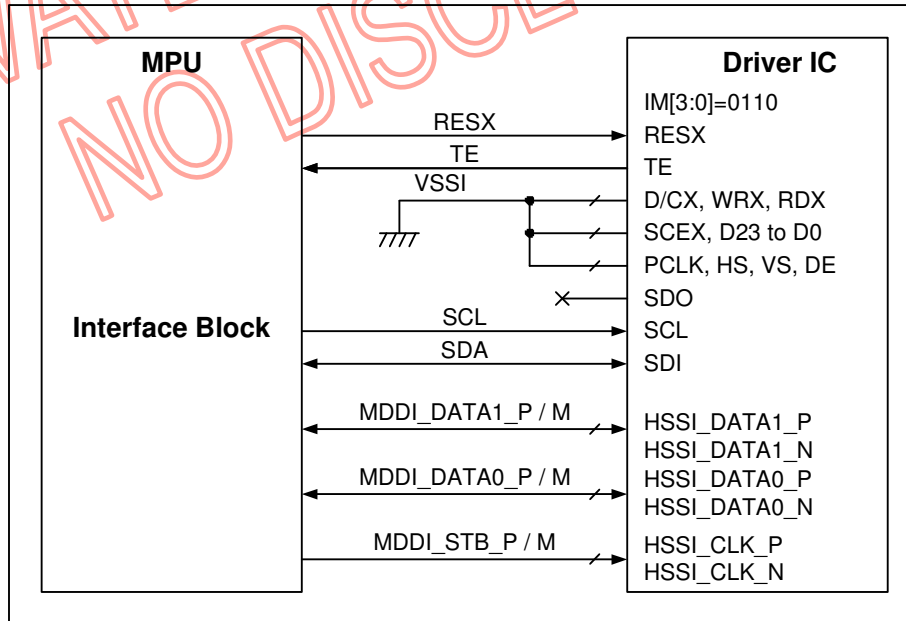 MPU
Interface Block
RESX
TE
VSSI
SCL
SDA
MDDI_DATA1_P / M
MDDI_DATA0_P / M
MDDI_STB_P / M
Driver IC
IM[3:0]=0110
RESX
TE
D/CX, WRX, RDX
SCEX, D23 to D0
PCLK, HS, VS, DE
SDO
SCL
SDI
HSSI_DATA1_P
HSSI_DATA1_N
HSSI_DATA0_P
HSSI_DATA0_N
HSSI_CLK_P
HSSI_CLK_N
NO